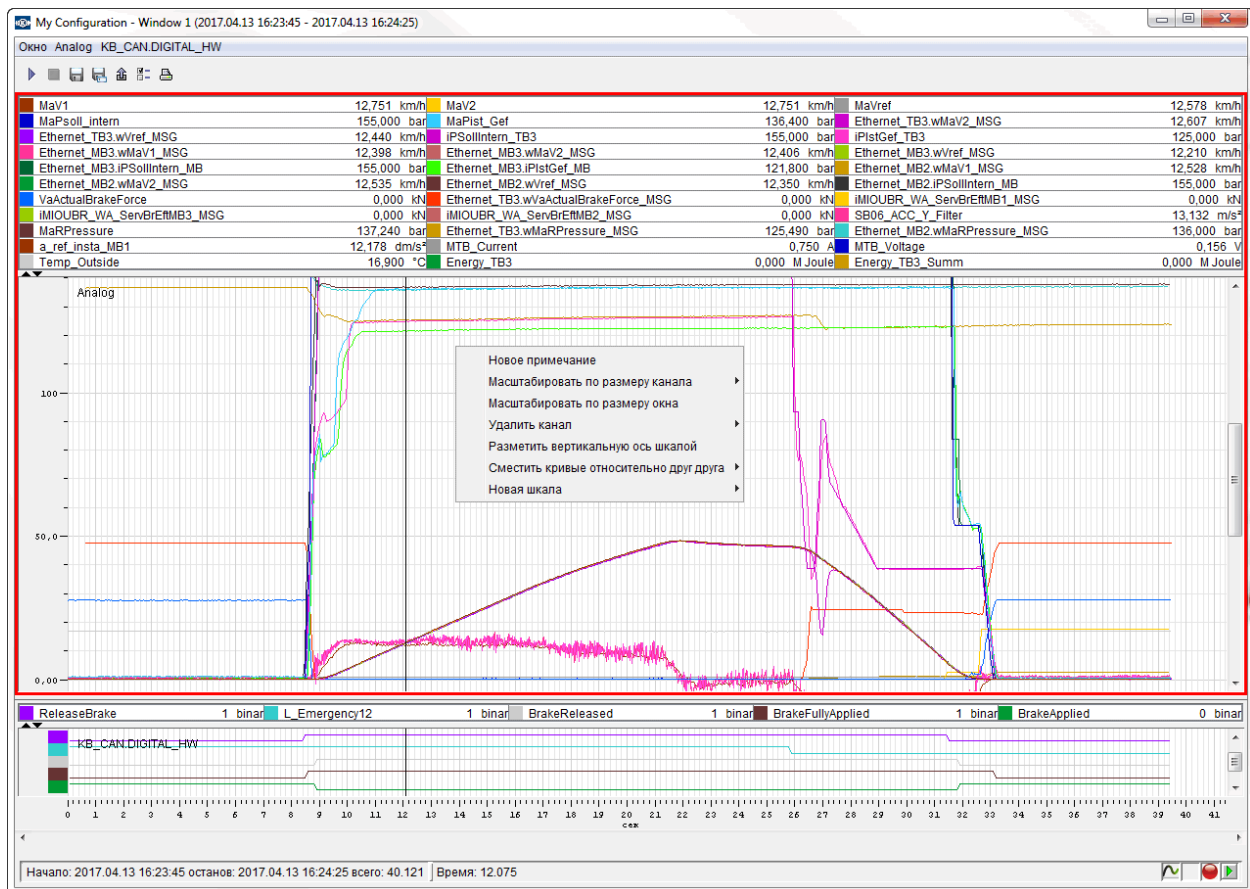 My Configuration - Window 1 (2017.04.13 16:23:45 - 2017.04.13 16:24:25)
Окно Analog KB_CAN.DIGITAL_HW
MaV1 12,751 km/h MaV2 12,751 km/h MaVref 12,578 km/h
MaPsoll_intern 155,000 bar MaPist_Gef 136,400 bar Ethernet_TB3.wMaV2_MSG 12,607 km/h
Ethernet_TB3.wVref_MSG 12,440 km/h iPSollIntern_TB3 155,000 bar iPIstGef_TB3 125,000 bar
Ethernet_MB3.wMaV1_MSG 12,398 km/h Ethernet_MB3.wMaV2_MSG 12,406 km/h Ethernet_MB3.wVref_MSG 12,210 km/h
Ethernet_MB3.iPSollIntern_MB 155,000 bar Ethernet_MB3.iPIstGef_MB 121,800 bar Ethernet_MB2.wMaV1_MSG 12,528 km/h
Ethernet_MB2.wMaV2_MSG 12,535 km/h Ethernet_MB2.wVref_MSG 12,350 km/h Ethernet_MB2.iPSollIntern_MB 155,000 bar
VaActualBrakeForce 0,000 kN Ethernet_TB3.wVaActualBrakeForce_MSG 0,000 kN iMIOUBR_WA_ServBrEftMB1_MSG 0,000 kN
iMIOUBR_WA_ServBrEftMB3_MSG 0,000 kN iMIOUBR_WA_ServBrEftMB2_MSG 0,000 kN SB06_ACC_Y_Filter 13,132 m/s²
MaRPressure 137,240 bar Ethernet_TB3.wMaRPressure_MSG 125,490 bar Ethernet_MB2.wMaRPressure_MSG 136,000 bar
a_ref_insta_MB1 12,178 dm/s² MTB_Current 0,750 A MTB_Voltage 0,156 V
Temp_Outside 16,900 °C Energy_TB3 0,000 M Joule Energy_TB3_Summ 0,000 M Joule
Analog
Новое примечание
Масштабировать по размеру канала
100
Масштабировать по размеру окна
Удалить канал
Разметить вертикальную ось шкалой
Сместить кривые относительно друг друга
Новая шкала
50,0
0,00
ReleaseBrake 1 binar L_Emergency12 1 binar BrakeReleased 1 binar BrakeFullyApplied 1 binar BrakeApplied 0 binar
KB_CAN.DIGITAL_HW
0 1 2 3 4 5 6 7 8 9 10 11 12 13 14 15 16 17 18 19 20 21 22 23 24 25 26 27 28 29 30 31 32 33 34 35 36 37 38 39 40 41
сек
Начало: 2017.04.13 16:23:45 останов: 2017.04.13 16:24:25 всего: 40.121 Время: 12.075